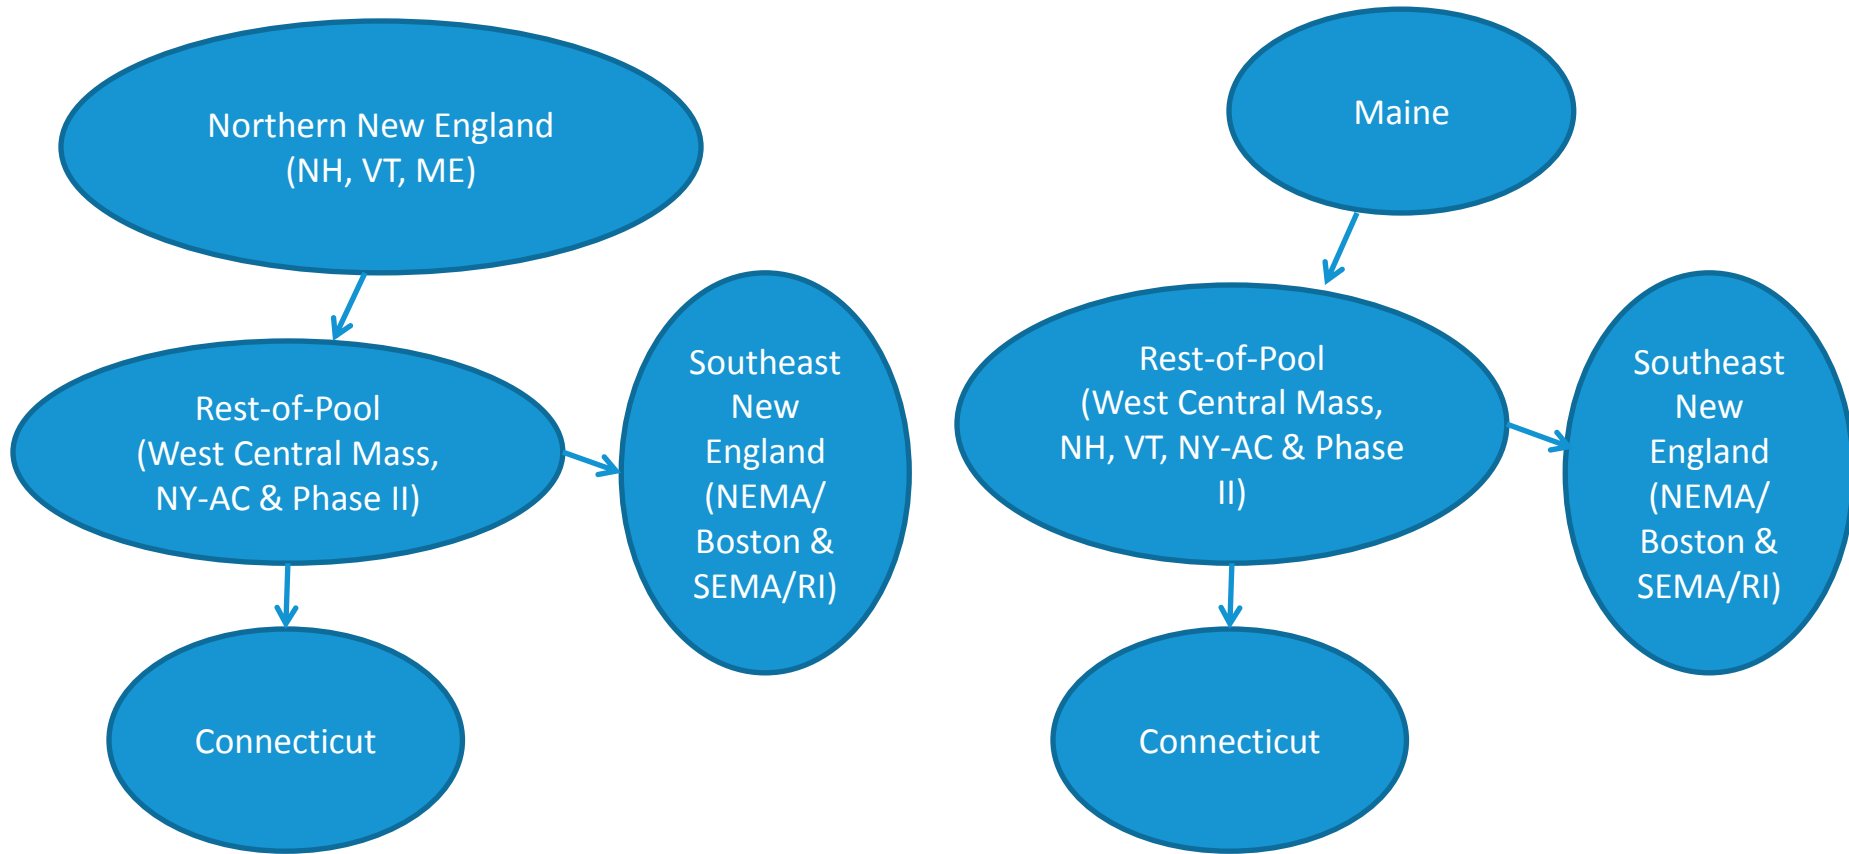 Northern New England
(NH, VT, ME)
Rest-of-Pool
(West Central Mass,
NY-AC & Phase II)
Southeast
New
England
(NEMA/
Boston &
SEMA/RI)
Connecticut
Maine
Rest-of-Pool
(West Central Mass,
NH, VT, NY-AC & Phase
II)
Southeast
New
England
(NEMA/
Boston &
SEMA/RI)
Connecticut